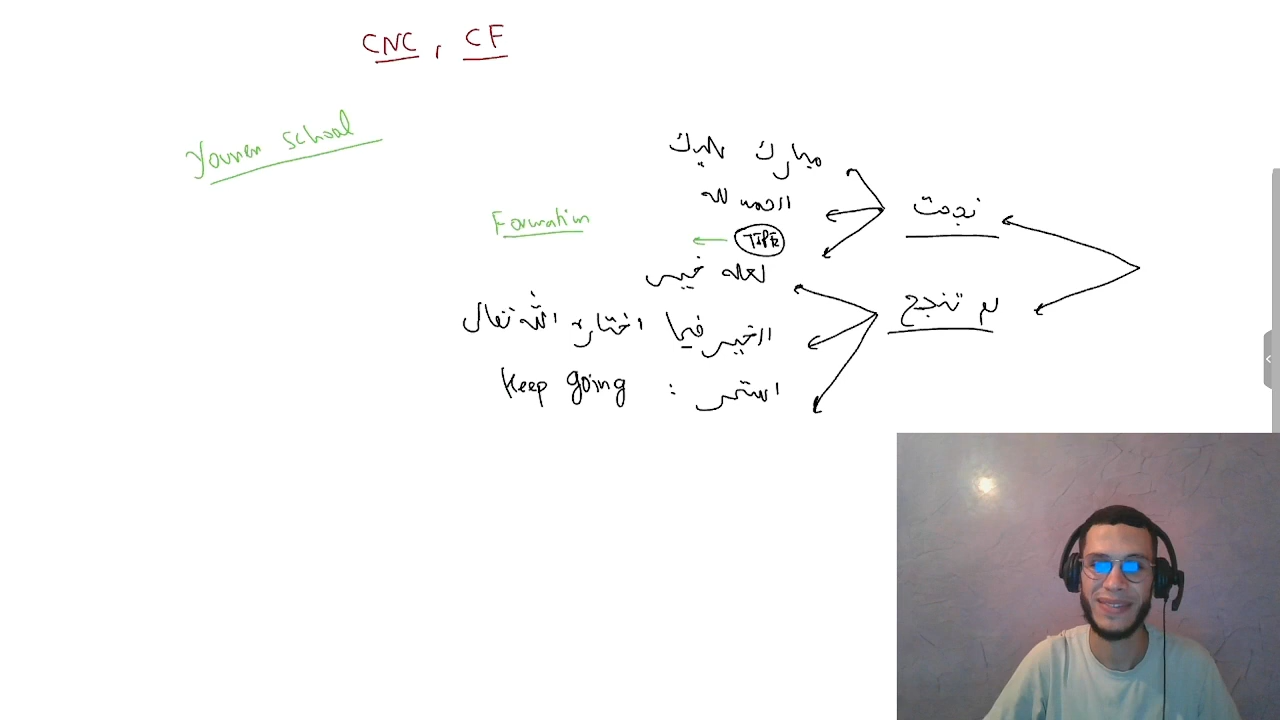 CNC , CF
Younes school
مبارك عليك
نجحت
الحمد لله
Formation
TIPE
لعله خير
لم تنجح
الخير فيما اختاره الله تعالى
استمر : Keep going